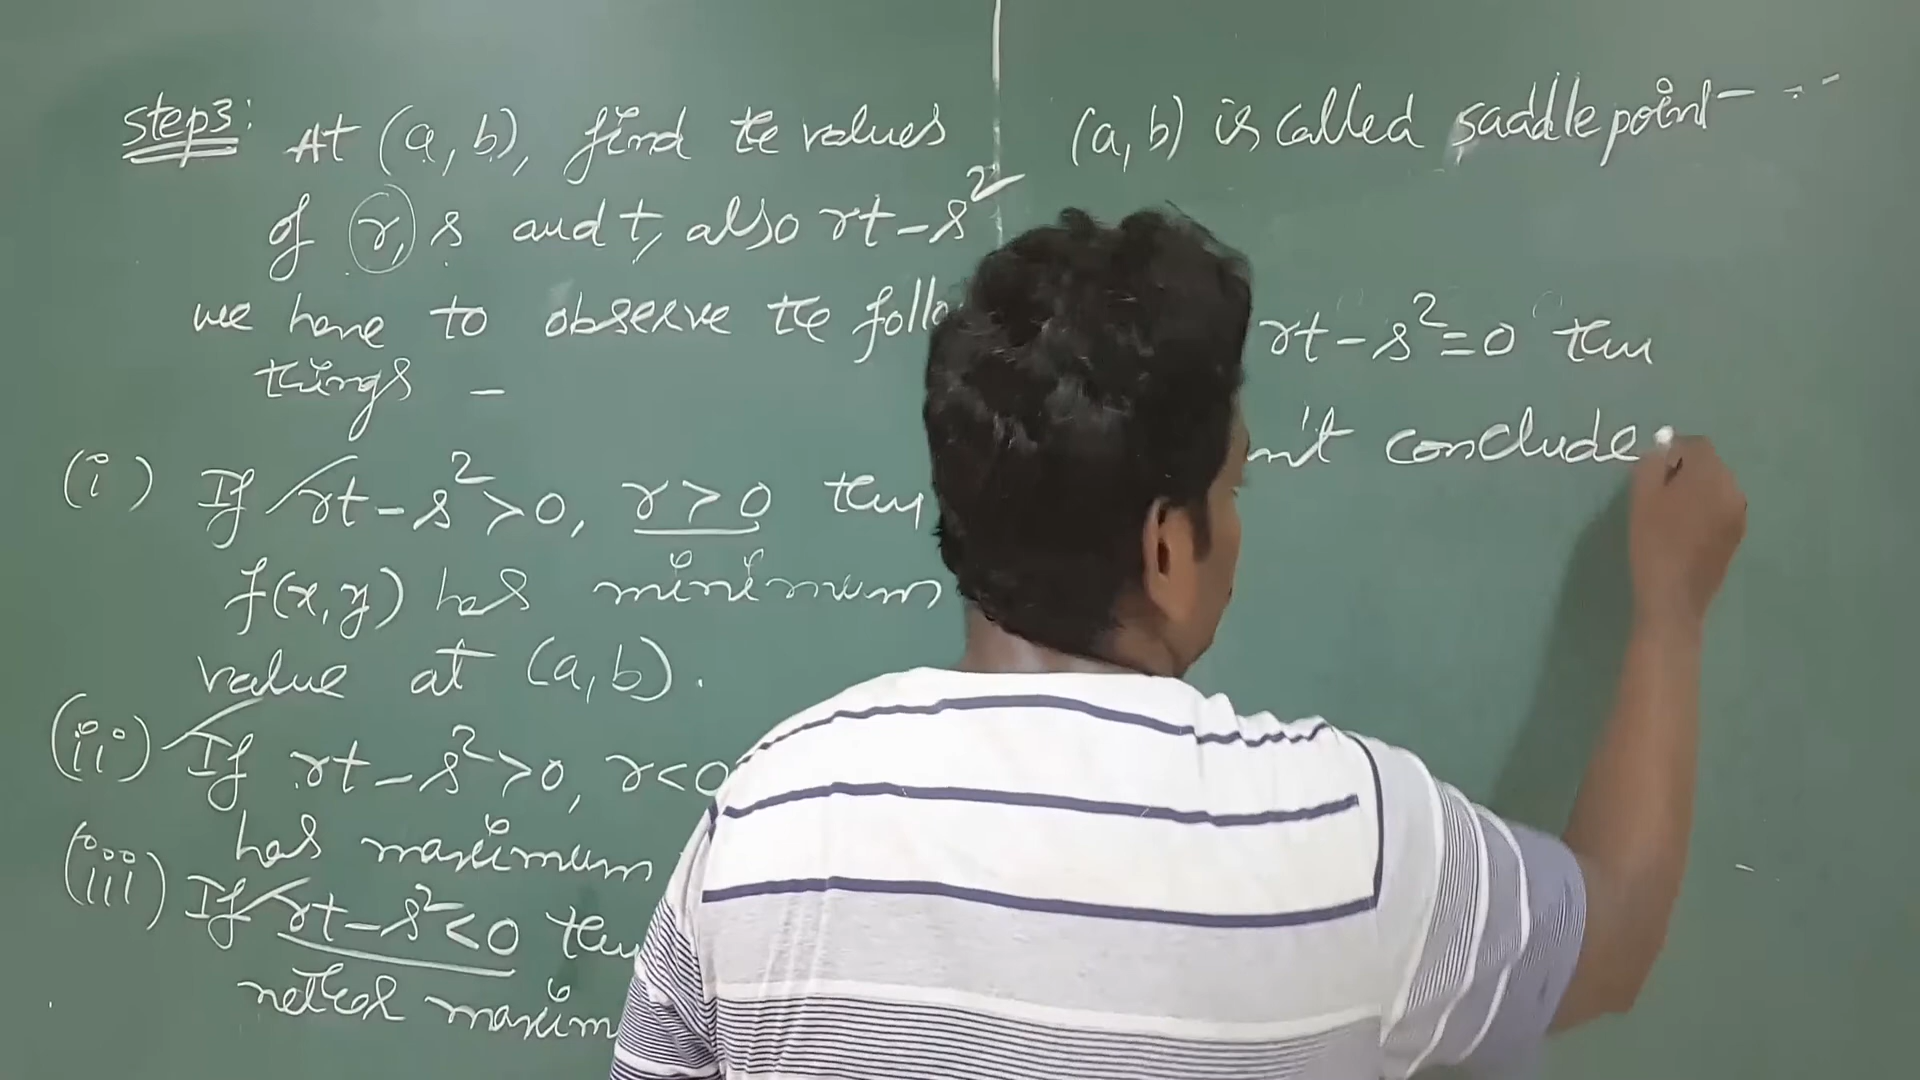 step3: At (a, b), find the values
of r, s and t, also rt-s²
we have to observe the follo
things -
(i) If rt-s²>0, r>0 then
f(x,y) has minimum
value at (a,b).
(ii) If rt-s²>0, r<0
has maximum
(iii) If rt-s²<0 then
maxim
(a,b) is called saddle point - - -
rt-s²=0 then
n't conclude